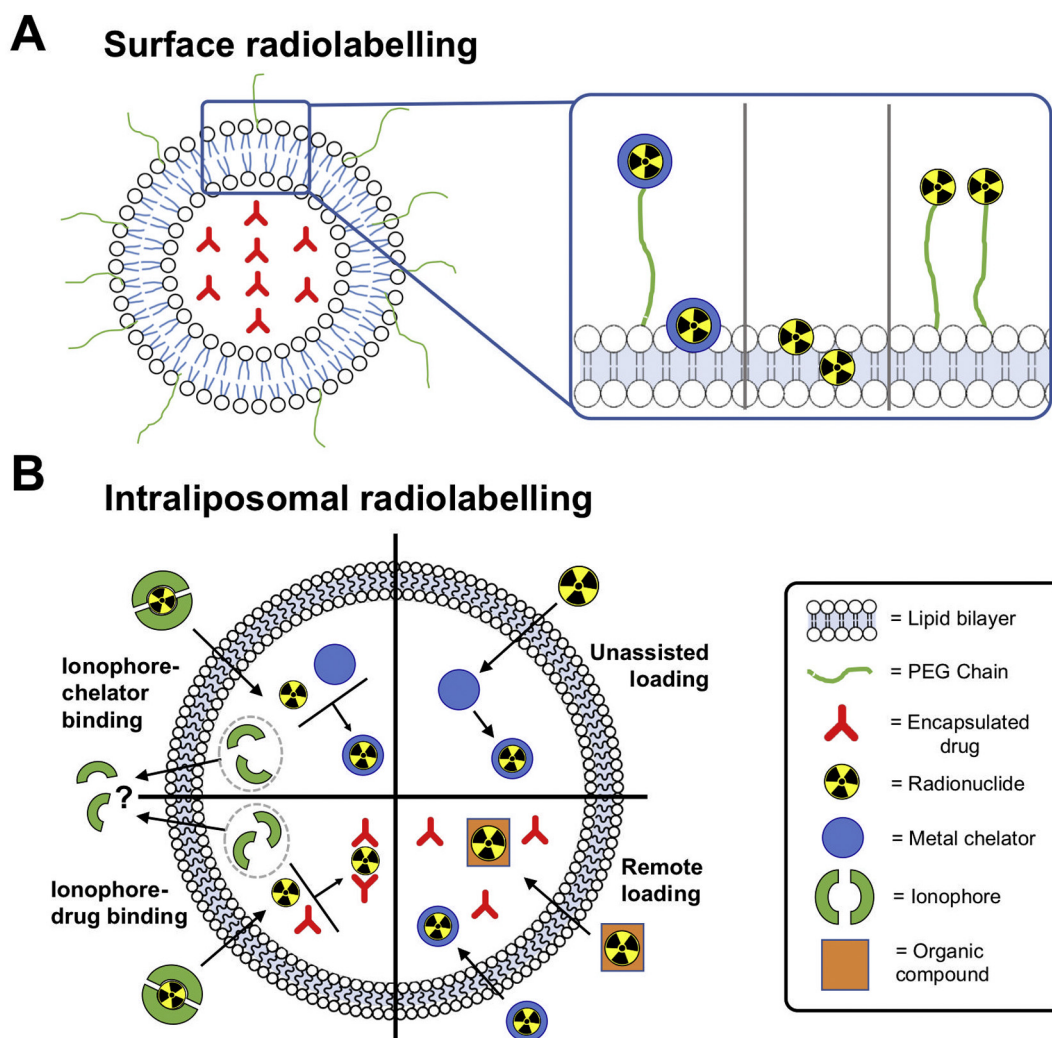 A
Surface radiolabelling
B
Intraliposomal radiolabelling
Ionophore-
chelator
binding
Unassisted
loading
?
Ionophore-
drug binding
Remote
loading
= Lipid bilayer
= PEG Chain
= Encapsulated
drug
= Radionuclide
= Metal chelator
= Ionophore
= Organic
compound